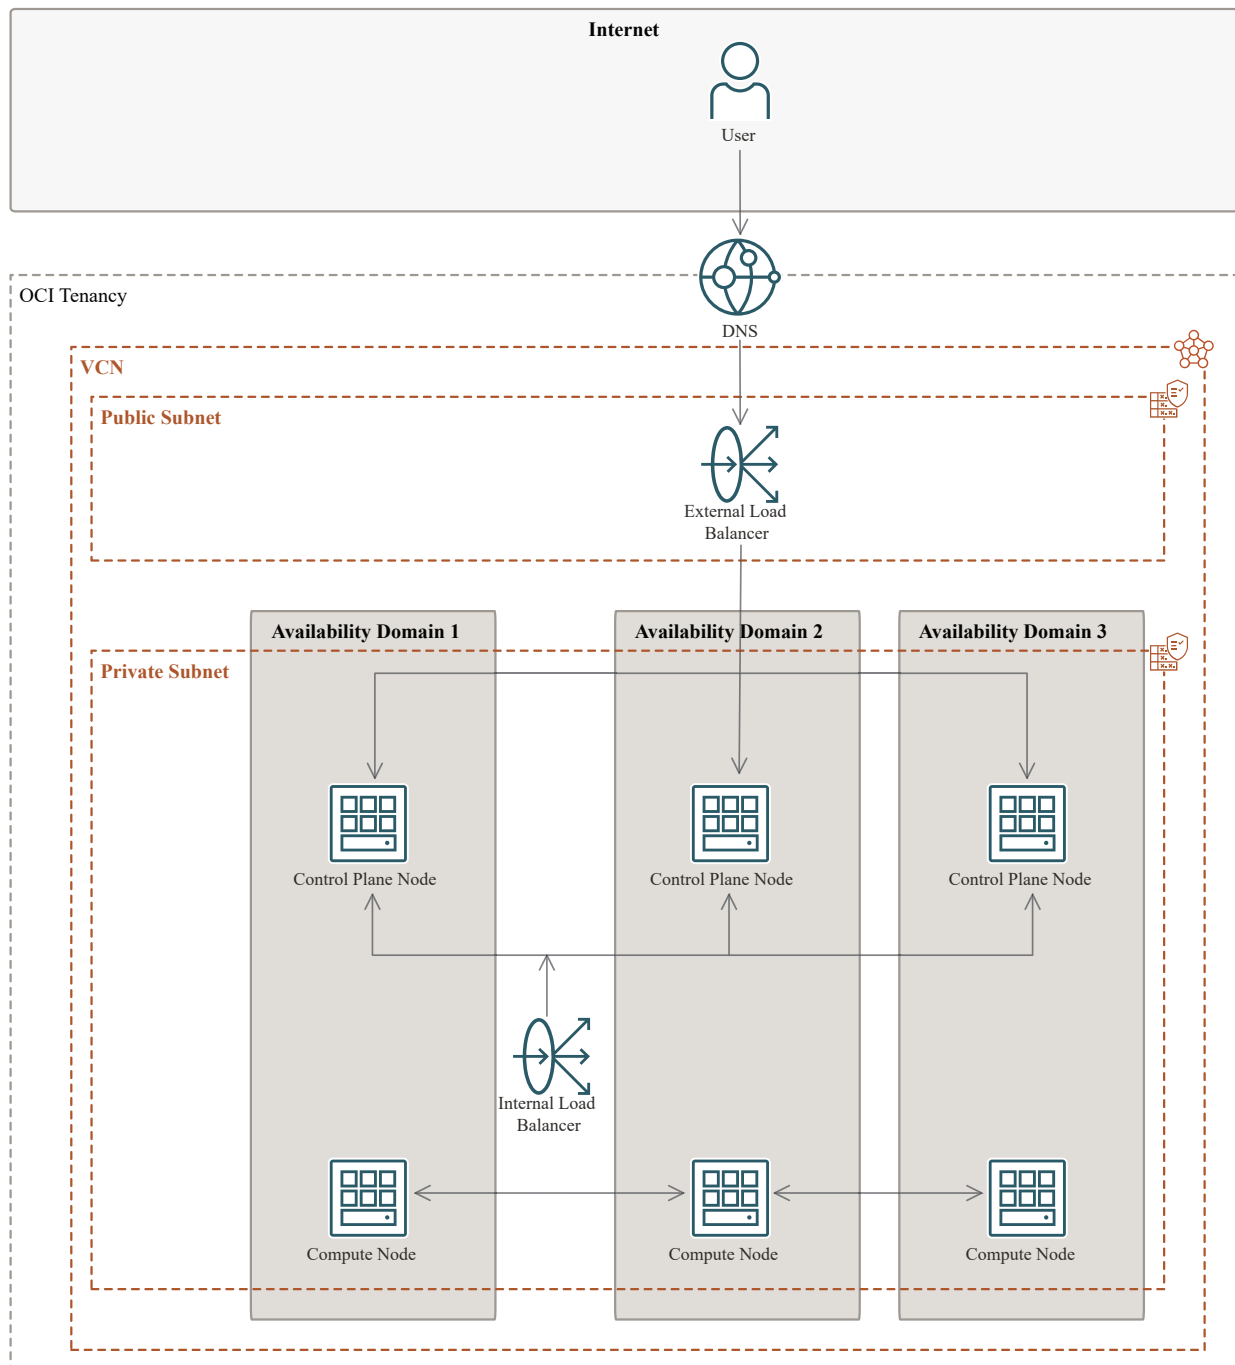 Internet
User
OCI Tenancy
DNS
VCN
Public Subnet
External Load
Balancer
Availability Domain 1
Availability Domain 2
Availability Domain 3
Private Subnet
Control Plane Node
Control Plane Node
Control Plane Node
Internal Load
Balancer
Compute Node
Compute Node
Compute Node